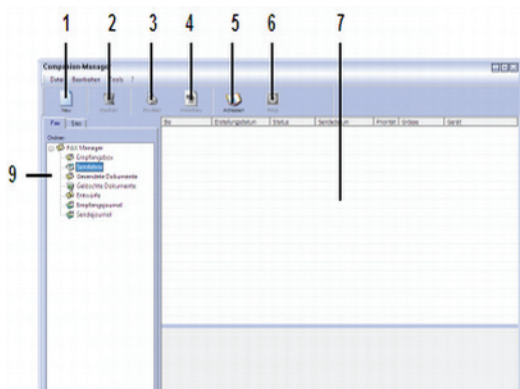 1 2 3 4 5 6 7
Companion-Manager
Datei Bearbeiten Tools ?
Neu Adressen
Fax
Erstellungsdatum Status Sendedatum Priorität Grösse Gerät
Ordner
FAX Manager
Empfangsbox
Sendebox
Gesendete Dokumente
Gelöschte Dokumente
Entwürfe
Empfangsjournal
Sendejournal
9